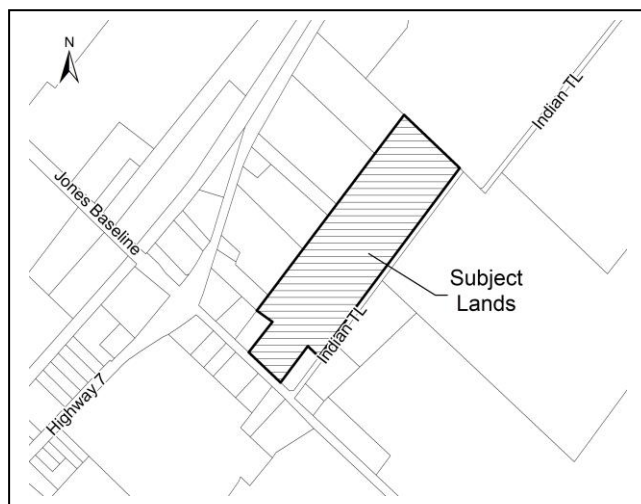 N
Indian TL
Jones Baseline
Subject
Lands
Indian TL
Highway 7